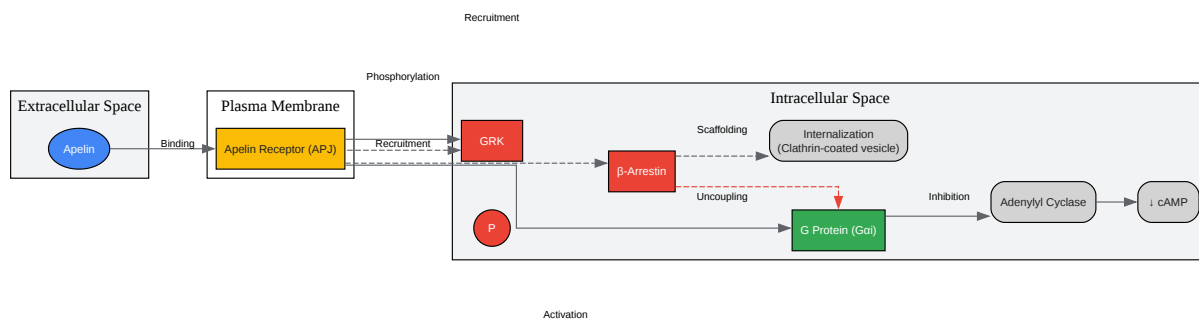 Recruitment
Phosphorylation
Extracellular Space
Plasma Membrane
Intracellular Space
Apelin
Binding
Apelin Receptor (APJ)
Recruitment
GRK
Scaffolding
Internalization
(Clathrin-coated vesicle)
β-Arrestin
Uncoupling
Inhibition
Adenylyl Cyclase
↓ cAMP
P
G Protein (Gαi)
Activation